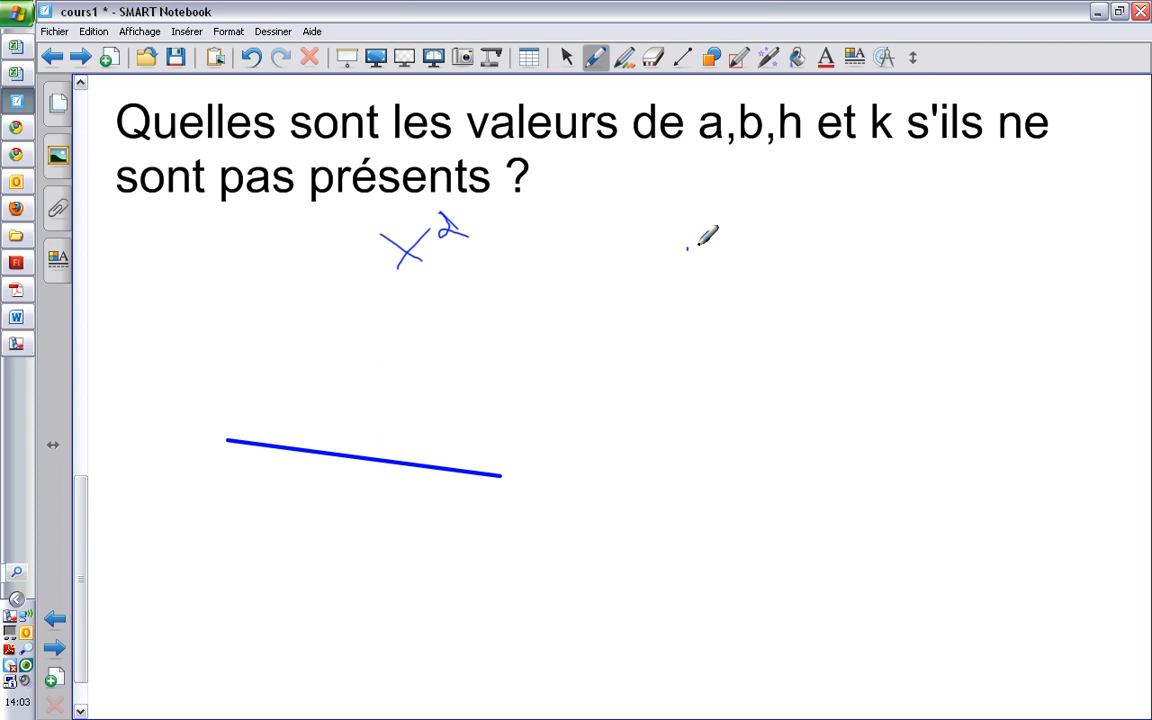 cours1 * - SMART Notebook
Fichier Edition Affichage Insérer Format Dessiner Aide
Quelles sont les valeurs de a,b,h et k s'ils ne
sont pas présents ?
x²
14:03